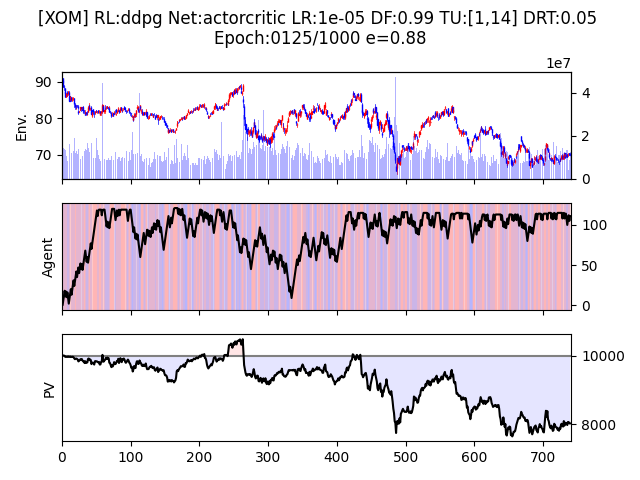 [XOM] RL:ddpg Net:actorcritic LR:1e-05 DF:0.99 TU:[1,14] DRT:0.05
Epoch:0125/1000 e=0.88
1e7
90
80
70
Env.
4
2
0
Agent
100
50
0
PV
10000
8000
0 100 200 300 400 500 600 700